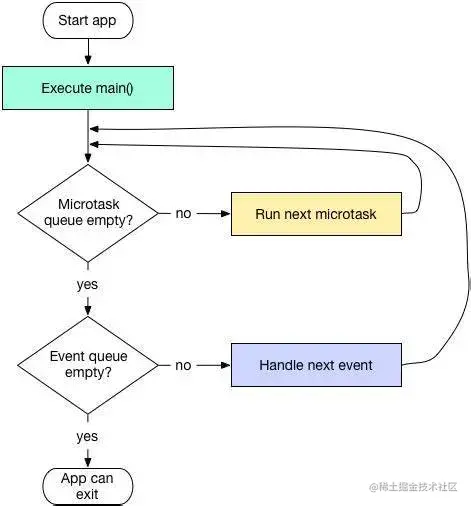 Start app
Execute main()
Microtask
queue empty?
no
Run next microtask
yes
Event queue
empty?
no
Handle next event
yes
App can
exit
@稀土掘金技术社区